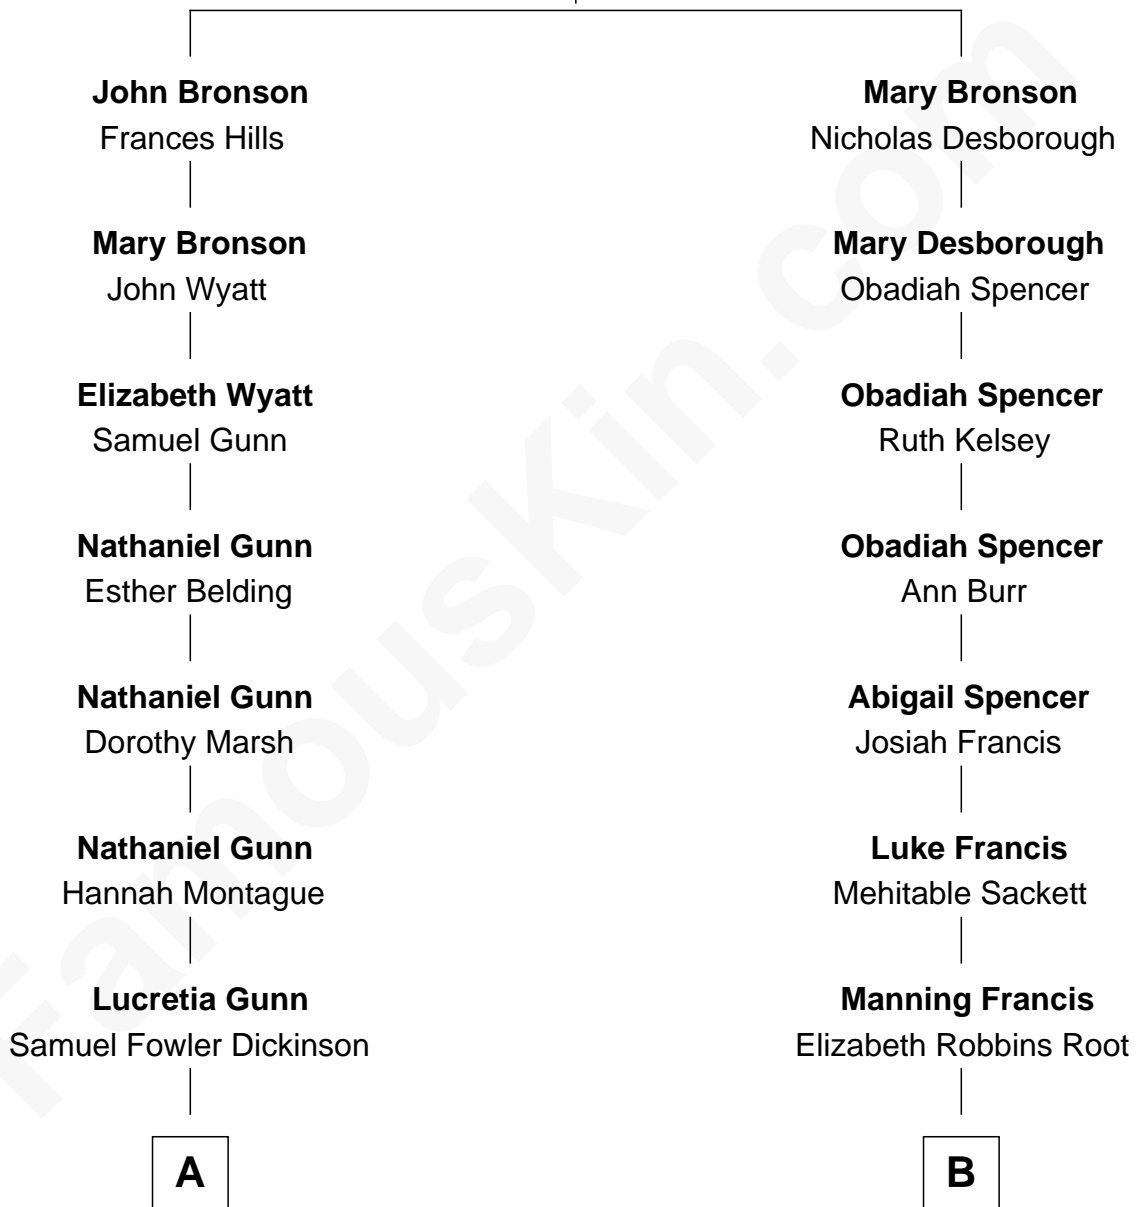 John Bronson
Frances Hills
Mary Bronson
John Wyatt
Elizabeth Wyatt
Samuel Gunn
Nathaniel Gunn
Esther Belding
Nathaniel Gunn
Dorothy Marsh
Nathaniel Gunn
Hannah Montague
Lucretia Gunn
Samuel Fowler Dickinson
A
Mary Bronson
Nicholas Desborough
Mary Desborough
Obadiah Spencer
Obadiah Spencer
Ruth Kelsey
Obadiah Spencer
Ann Burr
Abigail Spencer
Josiah Francis
Luke Francis
Mehitable Sackett
Manning Francis
Elizabeth Robbins Root
B
FamousKin.com